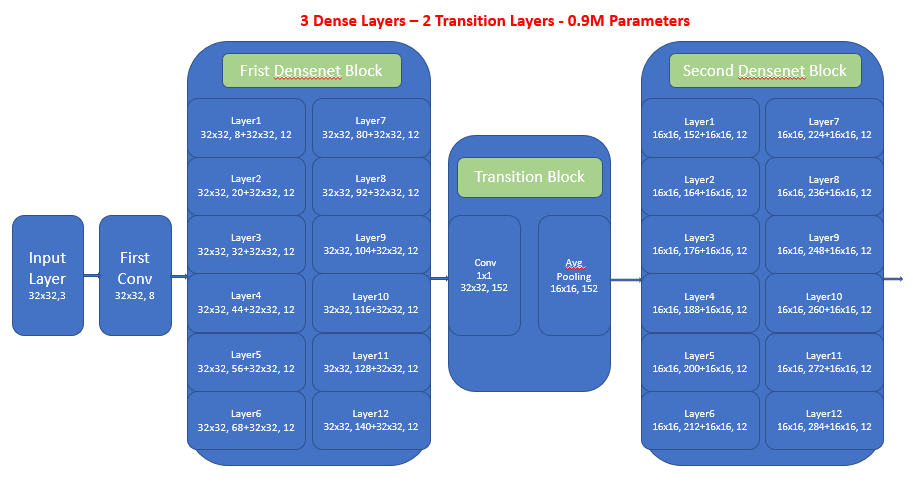 3 Dense Layers – 2 Transition Layers - 0.9M Parameters
Input
Layer
32x32,3
First
Conv
32x32, 8
Frist Densenet Block
Layer1
32x32, 8+32x32, 12
Layer2
32x32, 20+32x32, 12
Layer3
32x32, 32+32x32, 12
Layer4
32x32, 44+32x32, 12
Layer5
32x32, 56+32x32, 12
Layer6
32x32, 68+32x32, 12
Layer7
32x32, 80+32x32, 12
Layer8
32x32, 92+32x32, 12
Layer9
32x32, 104+32x32, 12
Layer10
32x32, 116+32x32, 12
Layer11
32x32, 128+32x32, 12
Layer12
32x32, 140+32x32, 12
Transition Block
Conv
1x1
32x32, 152
Avg
Pooling
16x16, 152
Second Densenet Block
Layer1
16x16, 152+16x16, 12
Layer2
16x16, 164+16x16, 12
Layer3
16x16, 176+16x16, 12
Layer4
16x16, 188+16x16, 12
Layer5
16x16, 200+16x16, 12
Layer6
16x16, 212+16x16, 12
Layer7
16x16, 224+16x16, 12
Layer8
16x16, 236+16x16, 12
Layer9
16x16, 248+16x16, 12
Layer10
16x16, 260+16x16, 12
Layer11
16x16, 272+16x16, 12
Layer12
16x16, 284+16x16, 12